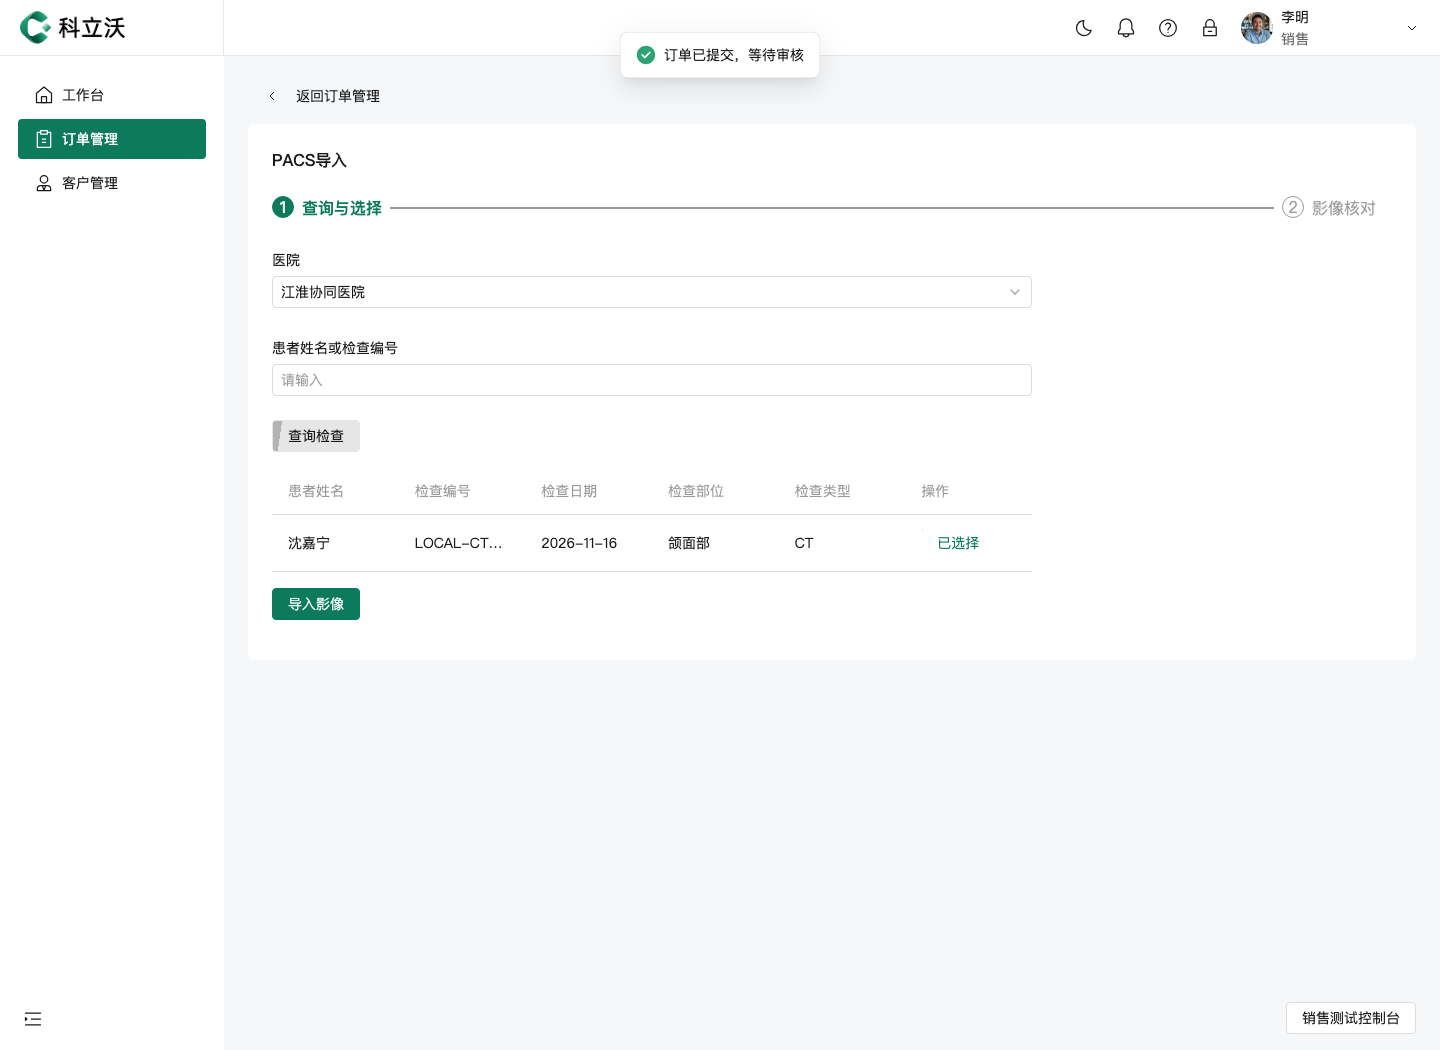 科立沃
李明
销售
订单已提交，等待审核
工作台
订单管理
客户管理
返回订单管理
PACS导入
1 查询与选择
2 影像核对
医院
江淮协同医院
患者姓名或检查编号
请输入
查询检查
患者姓名 检查编号 检查日期 检查部位 检查类型 操作
沈嘉宁 LOCAL-CT... 2026-11-16 颌面部 CT 已选择
导入影像
销售测试控制台